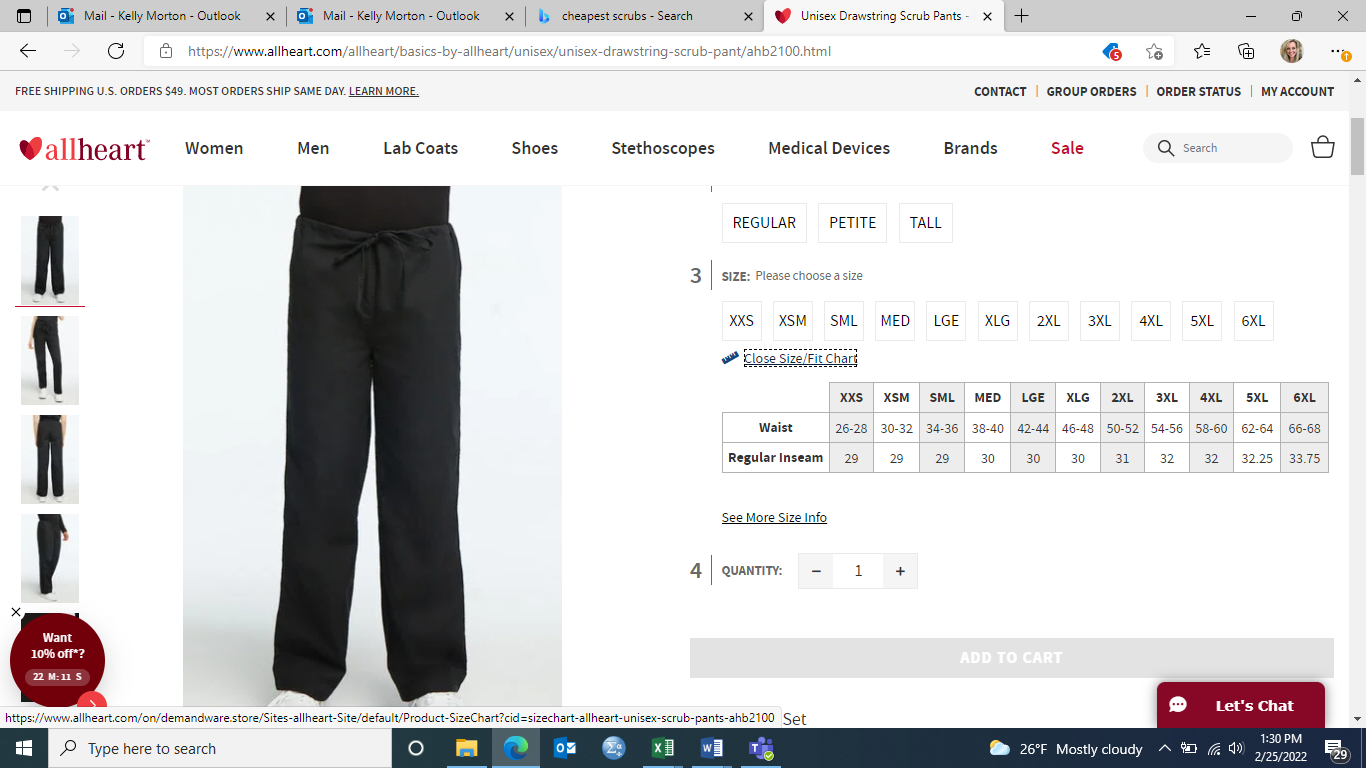 Mail - Kelly Morton - Outlook
Mail - Kelly Morton - Outlook
cheapest scrubs - Search
Unisex Drawstring Scrub Pants -
https://www.allheart.com/allheart/basics-by-allheart/unisex/unisex-drawstring-scrub-pant/ahb2100.html
5
FREE SHIPPING U.S. ORDERS $49. MOST ORDERS SHIP SAME DAY. LEARN MORE.
CONTACT GROUP ORDERS ORDER STATUS MY ACCOUNT
allheart
Women Men Lab Coats Shoes Stethoscopes Medical Devices Brands Sale
Search
REGULAR PETITE TALL
3 SIZE: Please choose a size
XXS XSM SML MED LGE XLG 2XL 3XL 4XL 5XL 6XL
Close Size/Fit Chart
XXS XSM SML MED LGE XLG 2XL 3XL 4XL 5XL 6XL
Waist 26-28 30-32 34-36 38-40 42-44 46-48 50-52 54-56 58-60 62-64 66-68
Regular Inseam 29 29 29 30 30 30 31 32 32 32.25 33.75
See More Size Info
4 QUANTITY: − 1 +
ADD TO CART
Want
10% off*?
22 M: 11 S
Let's Chat
https://www.allheart.com/on/demandware.store/Sites-allheart-Site/default/Product-SizeChart?cid=sizechart-allheart-unisex-scrub-pants-ahb2100
Set
Type here to search
26°F Mostly cloudy
1:30 PM
2/25/2022
29